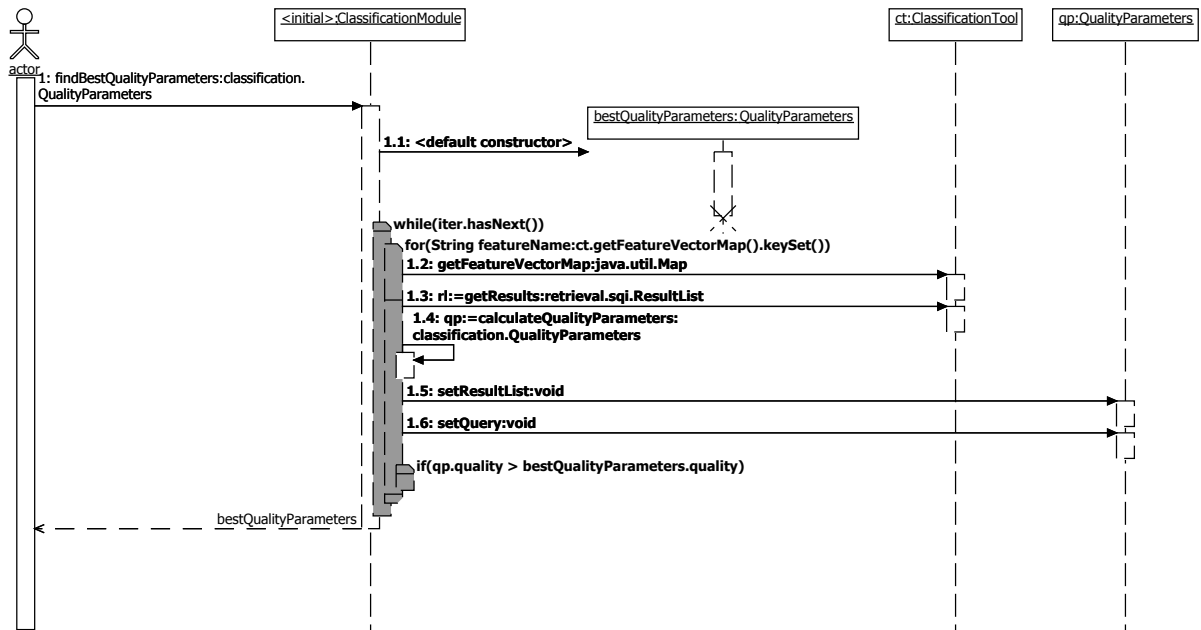 <initial>:ClassificationModule
ct:ClassificationTool
qp:QualityParameters
actor
1: findBestQualityParameters:classification.
QualityParameters
bestQualityParameters:QualityParameters
1.1: <default constructor>
while(iter.hasNext())
for(String featureName:ct.getFeatureVectorMap().keySet())
1.2: getFeatureVectorMap:java.util.Map
1.3: rl:=getResults:retrieval.sqi.ResultList
1.4: qp:=calculateQualityParameters:
classification.QualityParameters
1.5: setResultList:void
1.6: setQuery:void
if(qp.quality > bestQualityParameters.quality)
bestQualityParameters